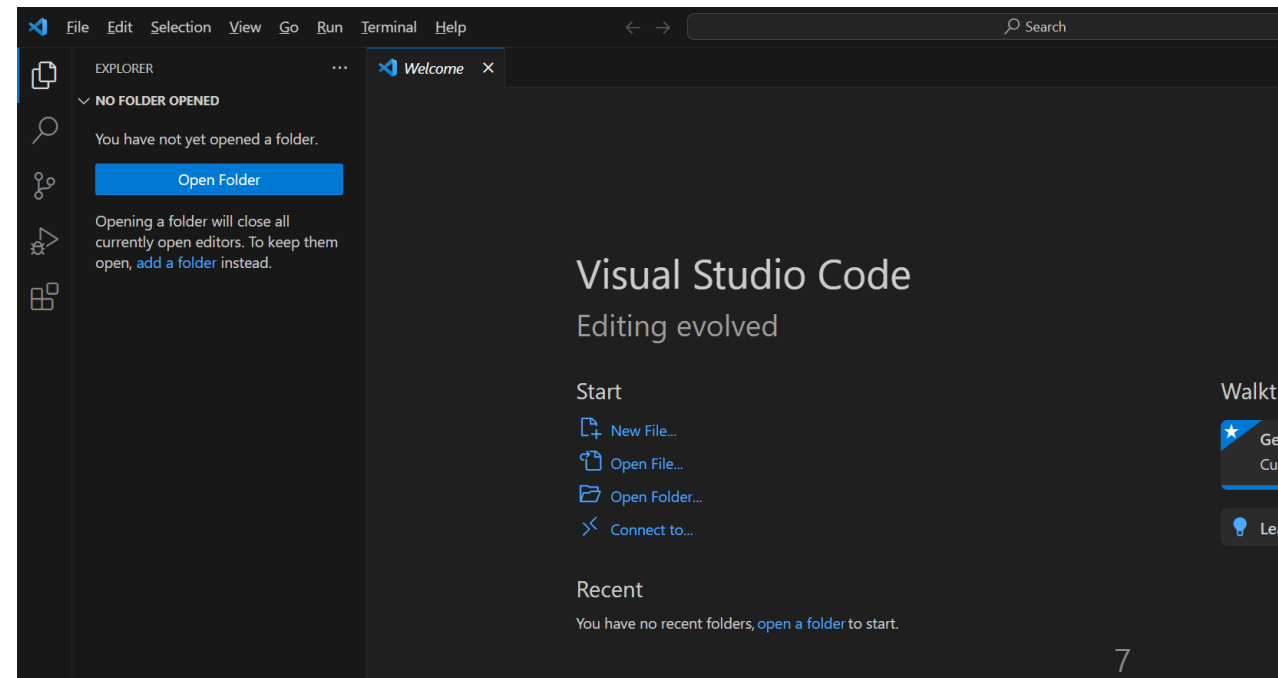 File Edit Selection View Go Run Terminal Help
Search
EXPLORER
Welcome
NO FOLDER OPENED
You have not yet opened a folder.
Open Folder
Opening a folder will close all
currently open editors. To keep them
open, add a folder instead.
Visual Studio Code
Editing evolved
Start
New File...
Open File...
Open Folder...
Connect to...
Recent
You have no recent folders, open a folder to start.
Walkt
Ge
Cu
Lea
7